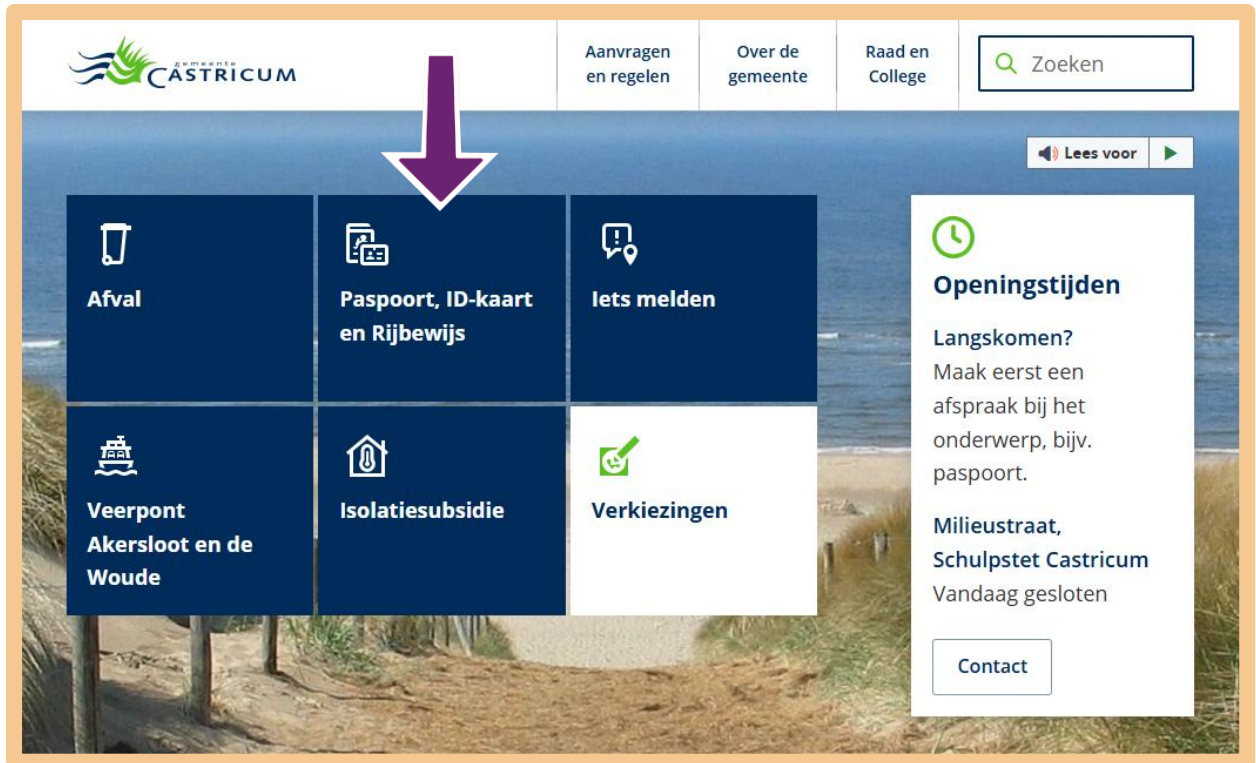 gemeente
CASTRICUM
Aanvragen
en regelen
Over de
gemeente
Raad en
College
Zoeken
Lees voor
Afval
Paspoort, ID-kaart
en Rijbewijs
Iets melden
Veerpont
Akersloot en de
Woude
Isolatiesubsidie
Verkiezingen
Openingstijden
Langskomen?
Maak eerst een
afspraak bij het
onderwerp, bijv.
paspoort.
Milieustraat,
Schulpstet Castricum
Vandaag gesloten
Contact